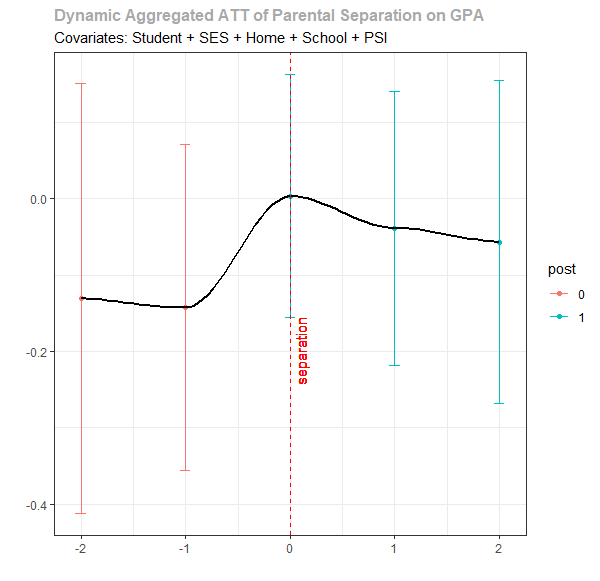 Dynamic Aggregated ATT of Parental Separation on GPA
Covariates: Student + SES + Home + School + PSI
0.0
-0.2
-0.4
separation
-2
-1
0
1
2
post
0
1